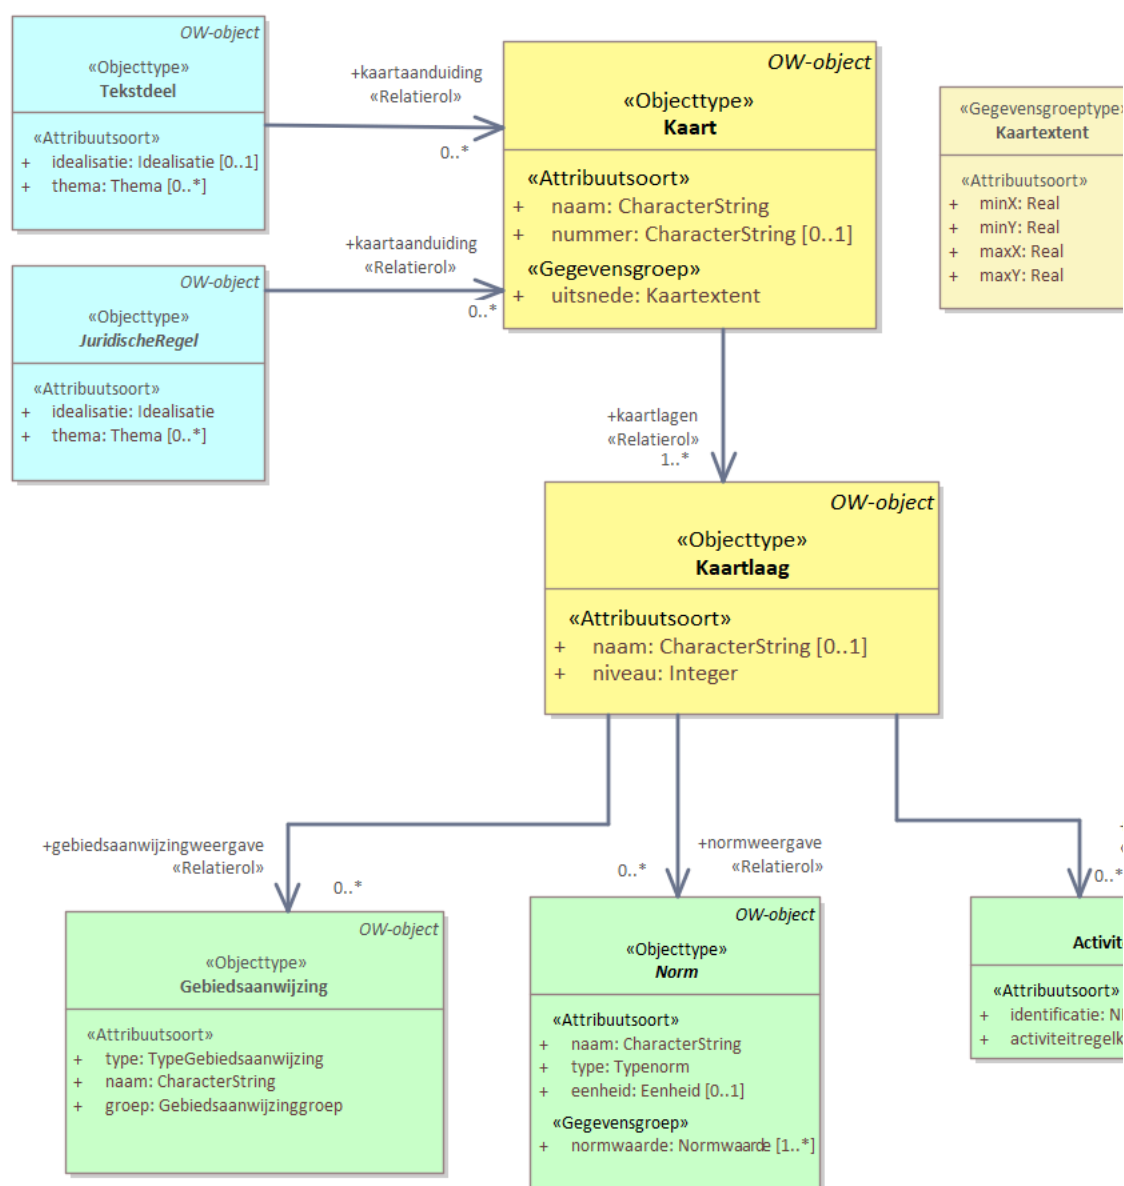 OW-object
«Objecttype»
Tekstdeel
«Attribuutsoort»
+ idealisatie: Idealisatie [0..1]
+ thema: Thema [0..*]
+kaartaanduiding
«Relatierol»
0..*
OW-object
«Objecttype»
Kaart
«Attribuutsoort»
+ naam: CharacterString
+ nummer: CharacterString [0..1]
«Gegevensgroep»
+ uitsnede: Kaartextent
«Gegevensgroeptype»
Kaartextent
«Attribuutsoort»
+ minX: Real
+ minY: Real
+ maxX: Real
+ maxY: Real
OW-object
«Objecttype»
JuridischeRegel
«Attribuutsoort»
+ idealisatie: Idealisatie
+ thema: Thema [0..*]
+kaartaanduiding
«Relatierol»
0..*
+kaartlagen
«Relatierol»
1..*
OW-object
«Objecttype»
Kaartlaag
«Attribuutsoort»
+ naam: CharacterString [0..1]
+ niveau: Integer
+gebiedsaanwijzingweergave
«Relatierol»
0..*
+normweergave
«Relatierol»
0..*
0..*
OW-object
«Objecttype»
Gebiedsaanwijzing
«Attribuutsoort»
+ type: TypeGebiedsaanwijzing
+ naam: CharacterString
+ groep: Gebiedsaanwijzinggroep
OW-object
«Objecttype»
Norm
«Attribuutsoort»
+ naam: CharacterString
+ type: Typenorm
+ eenheid: Eenheid [0..1]
«Gegevensgroep»
+ normwaarde: Normwaarde [1..*]
«Attribuutsoort»
+ identificatie:
+